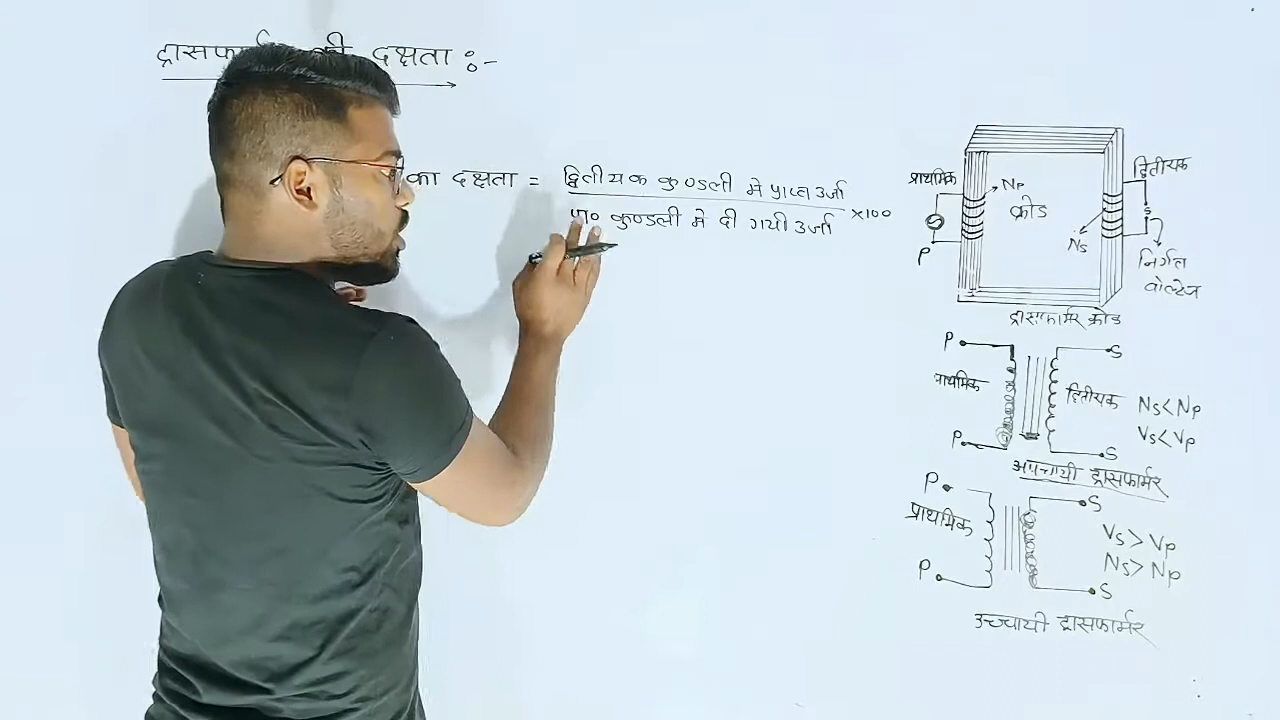 की दक्षता :-
का दक्षता = द्वितीयक कुण्डली मे प्राप्त उर्जा
प्रा० कुण्डली मे दी गयी उर्जा
×100
प्राथमिक
द्वितीयक
Np
क्रोड
Ns
S
P
निर्गत
वोल्टेज
ट्रासफार्मर क्रोड
P
S
प्राथमिक
द्वितीयक
Ns<Np
Vs<Vp
P
S
अपचायी ट्रासफार्मर
P
S
प्राथमिक
Vs>Vp
Ns>Np
P
S
उच्चायी ट्रासफार्मर